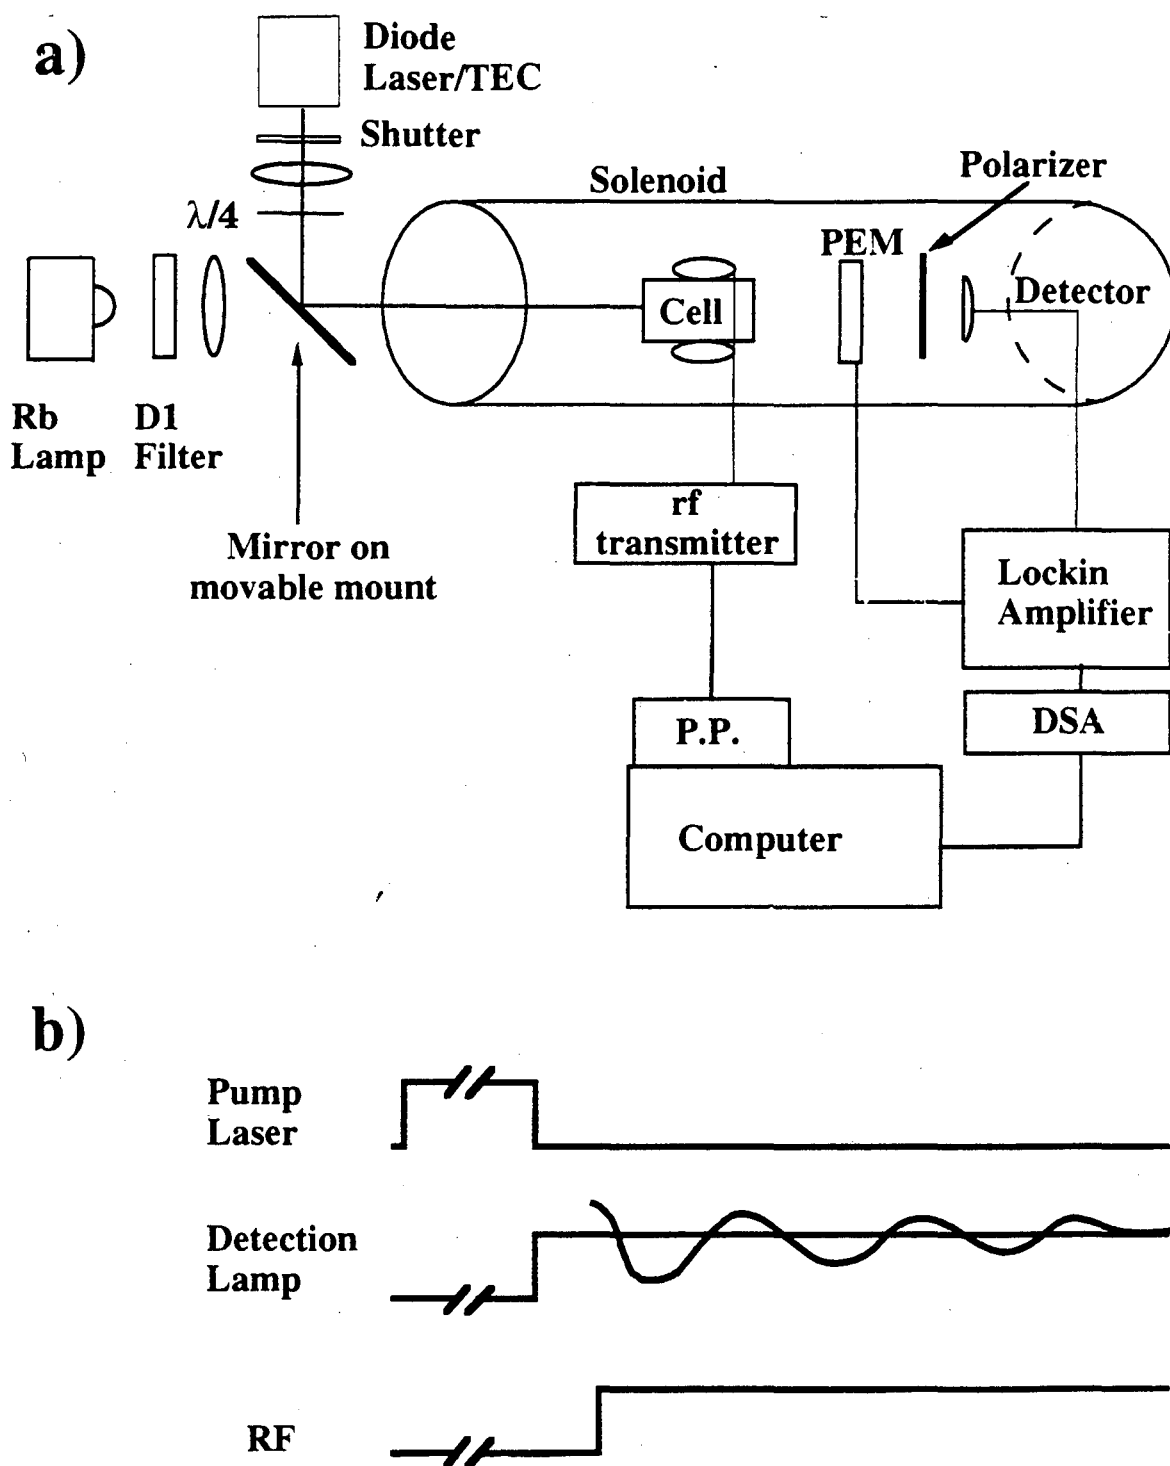 a)
Diode
Laser/TEC
Shutter
λ/4
Solenoid
Polarizer
PEM
Cell
Detector
Rb
Lamp
D1
Filter
Mirror on
movable mount
rf
transmitter
Lockin
Amplifier
P.P.
DSA
Computer
b)
Pump
Laser
Detection
Lamp
RF